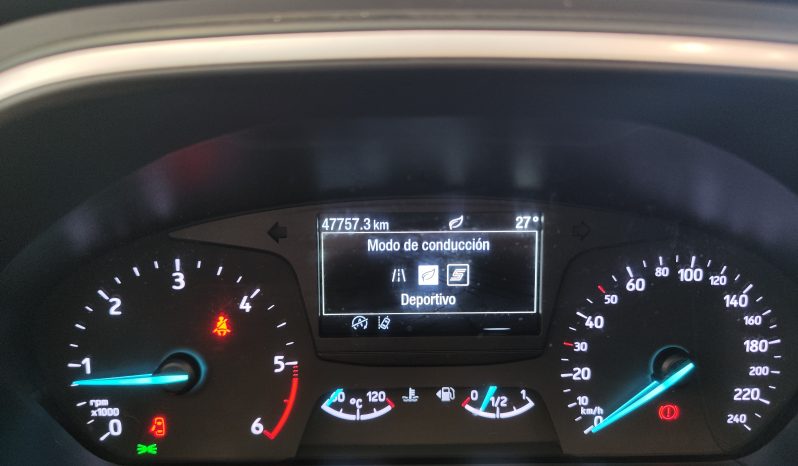 47757.3 km 27°
Modo de conducción
Deportivo
0 1 2 3 4 5 6
rpm
x1000
120
°C
0 1/2 1
0 10 20 30 40 50 60 80 100 120 140 160 180 200 220 240
km/h